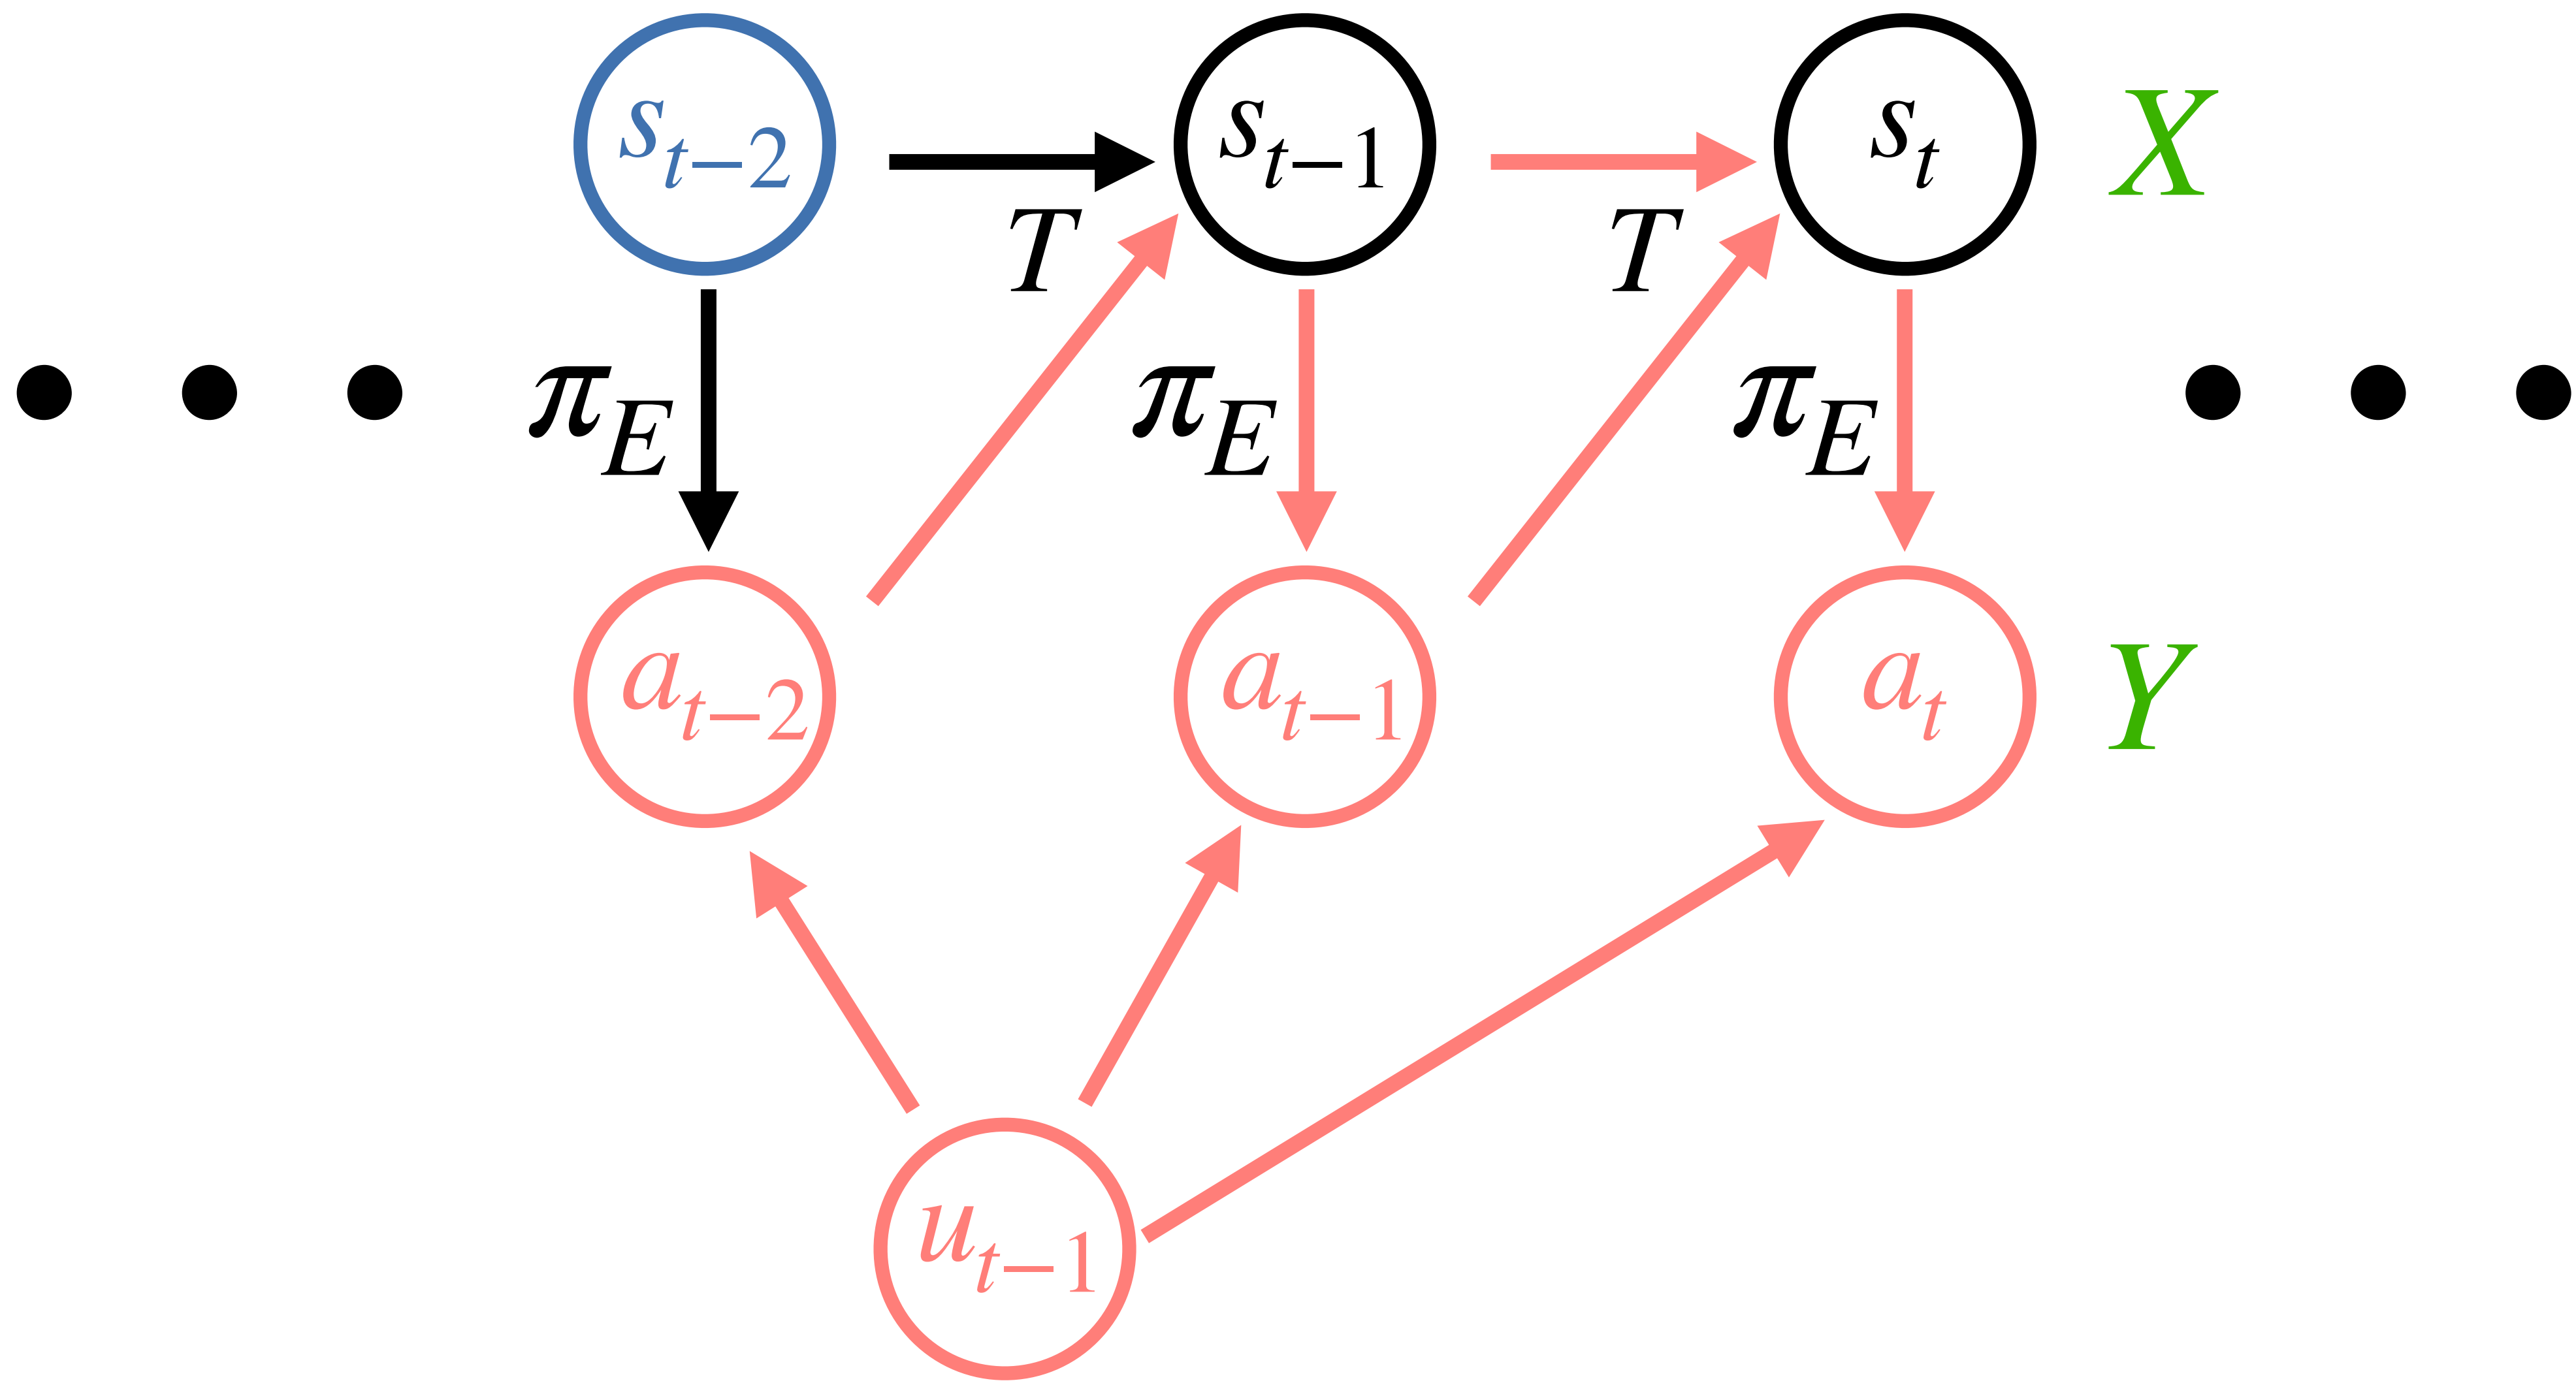 s_{t−2} s_{t−1} s_t X
T T
π_E π_E π_E
a_{t−2} a_{t−1} a_t Y
u_{t−1}